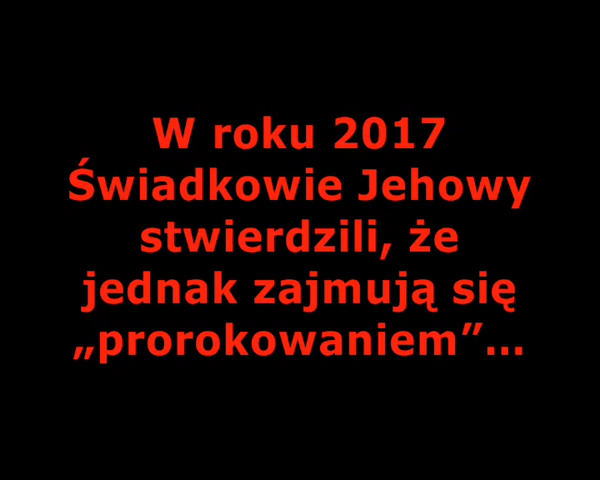 W roku 2017
Świadkowie Jehowy
stwierdzili, że
jednak zajmują się
„prorokowaniem”...